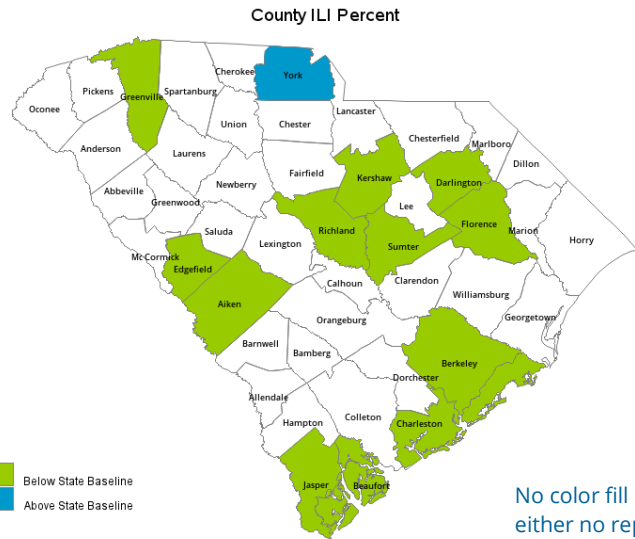 County ILI Percent
Cherokee
York
Pickens
Greenville
Spartanburg
Oconee
Lancaster
Union
Chester
Chesterfield
Marlboro
Anderson
Laurens
Dillon
Fairfield
Kershaw
Darlington
Abbeville
Newberry
Greenwood
Lee
Saluda
Richland
Florence
Marion
Horry
Lexington
Sumter
McCormick
Edgefield
Calhoun
Clarendon
Williamsburg
Aiken
Orangeburg
Georgetown
Barnwell
Bamberg
Berkeley
Dorchester
Allendale
Colleton
Hampton
Charleston
Jasper
Beaufort
Below State Baseline
Above State Baseline
No color fill
either no rep